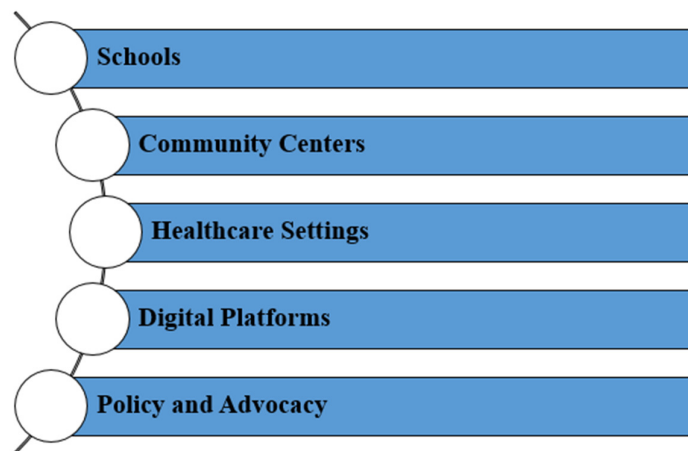 Schools
Community Centers
Healthcare Settings
Digital Platforms
Policy and Advocacy